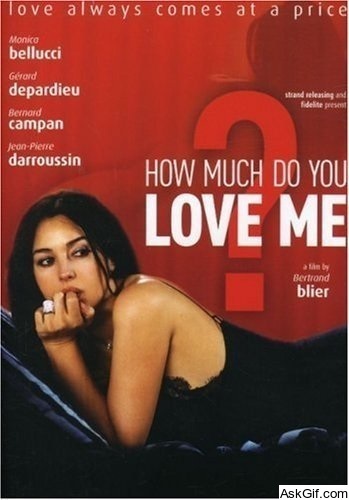 love always comes at a price
Monica
bellucci
Gérard
depardieu
Bernard
campan
Jean-Pierre
darroussin
strand releasing and
fidelite present
?
HOW MUCH DO YOU
LOVE ME
a film by
Bertrand
blier
AskGif.com